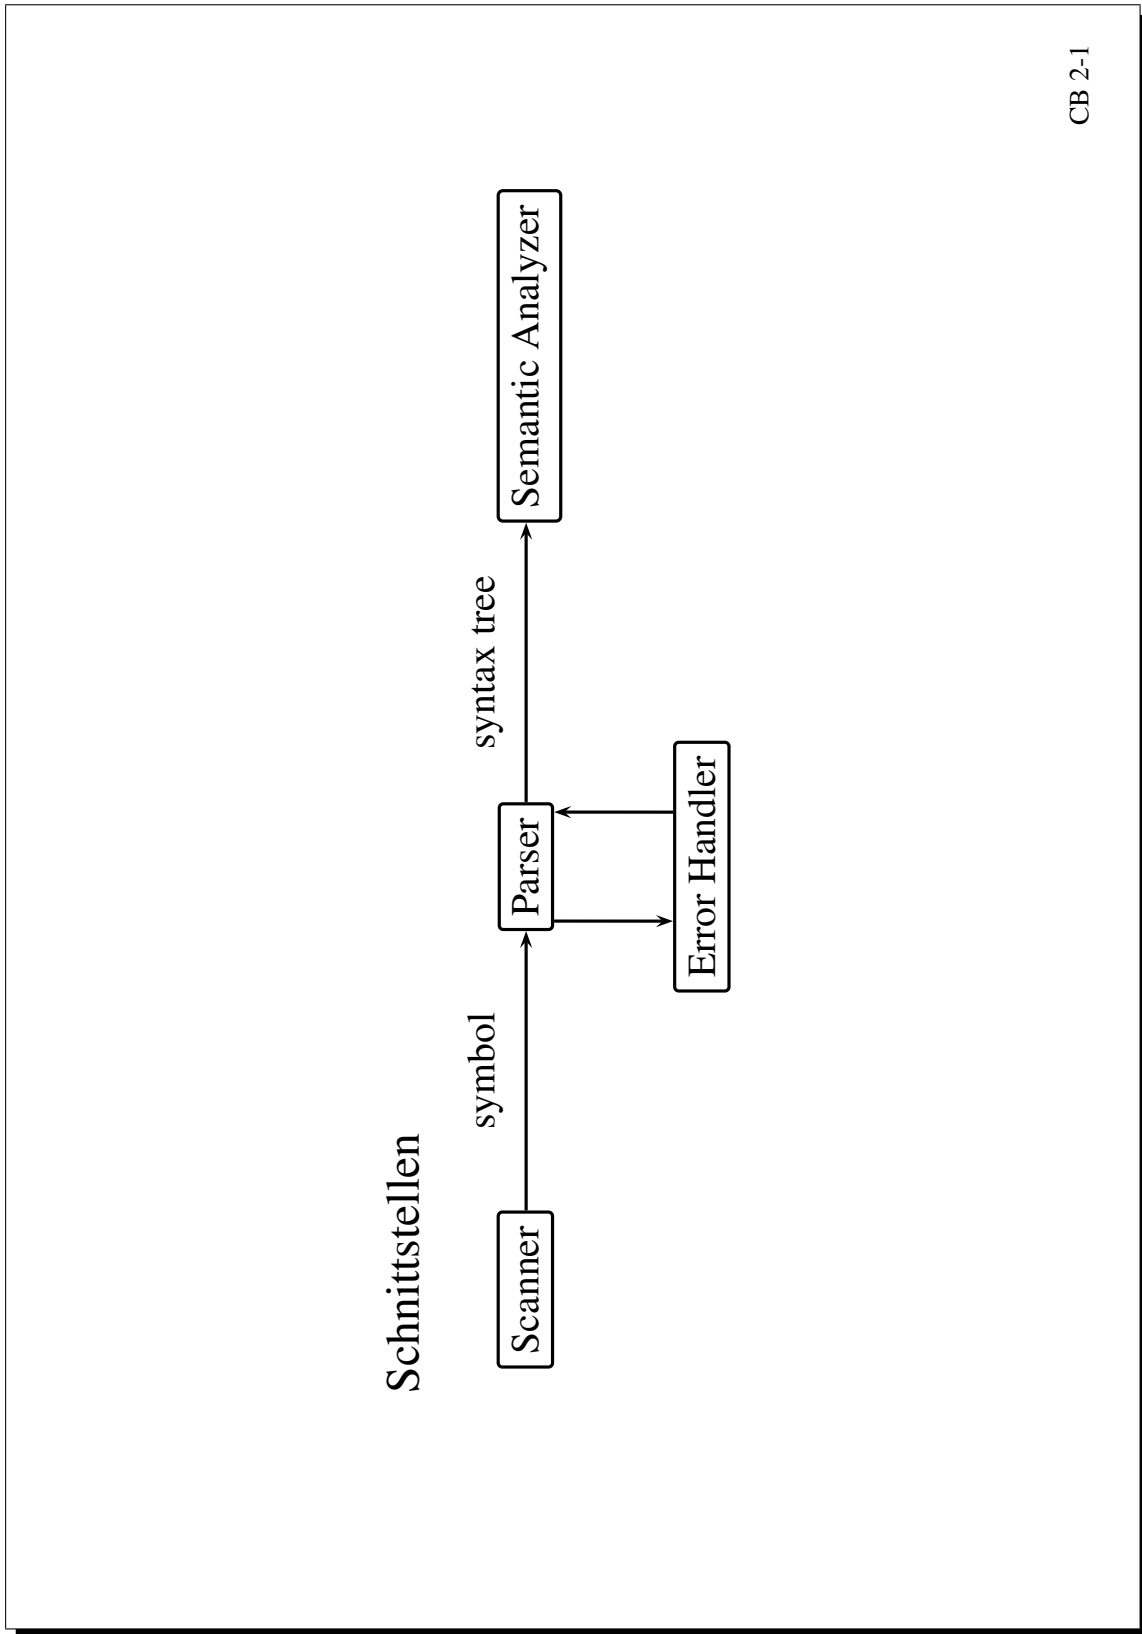 Schnittstellen
symbol
syntax tree
Scanner
Parser
Semantic Analyzer
Error Handler
CB 2-1